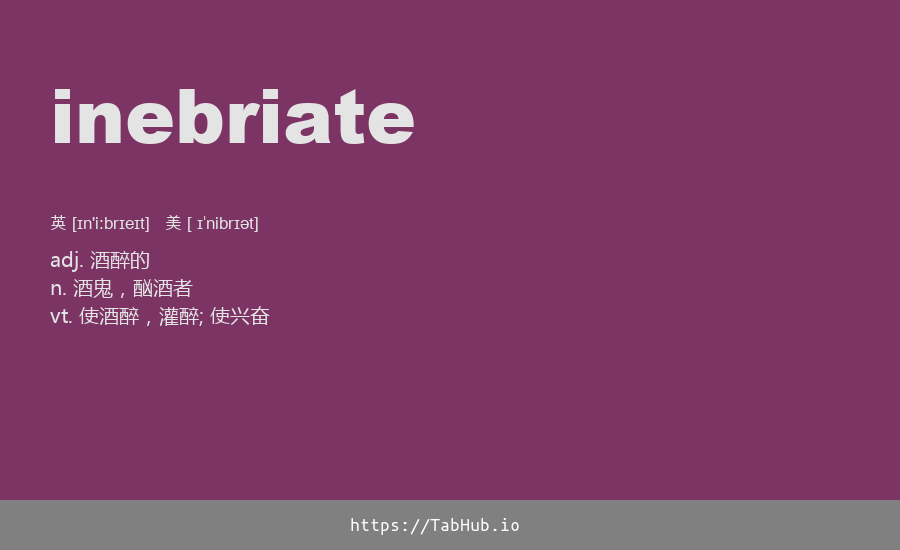 inebriate
英 [ɪn'i:brɪeɪt] 美 [ ɪˈnibrɪət]
adj. 酒醉的
n. 酒鬼，酗酒者
vt. 使酒醉，灌醉; 使兴奋
https://TabHub.io